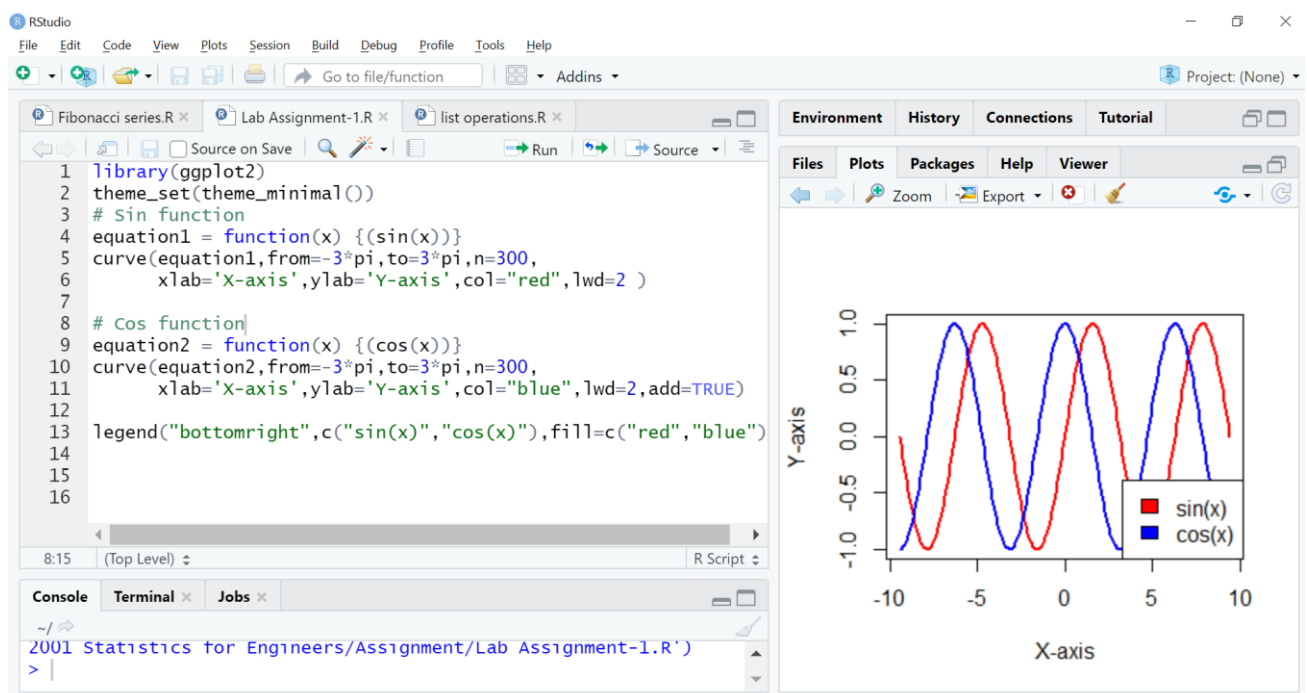 RStudio
File Edit Code View Plots Session Build Debug Profile Tools Help
Go to file/function Addins Project: (None)
Fibonacci series.R Lab Assignment-1.R list operations.R
Source on Save Run Source
1 library(ggplot2)
2 theme_set(theme_minimal())
3 # Sin function
4 equation1 = function(x) {(sin(x))}
5 curve(equation1,from=-3*pi,to=3*pi,n=300,
6 xlab='X-axis',ylab='Y-axis',col="red",lwd=2 )
7
8 # Cos function
9 equation2 = function(x) {(cos(x))}
10 curve(equation2,from=-3*pi,to=3*pi,n=300,
11 xlab='X-axis',ylab='Y-axis',col="blue",lwd=2,add=TRUE)
12
13 legend("bottomright",c("sin(x)","cos(x)"),fill=c("red","blue")
14
15
16
8:15 (Top Level) R Script
Console Terminal Jobs
~/
2001 Statistics for Engineers/Assignment/Lab Assignment-1.R')
>
Environment History Connections Tutorial
Files Plots Packages Help Viewer
Zoom Export
Y-axis
1.0
0.5
0.0
-0.5
-1.0
sin(x)
cos(x)
-10 -5 0 5 10
X-axis